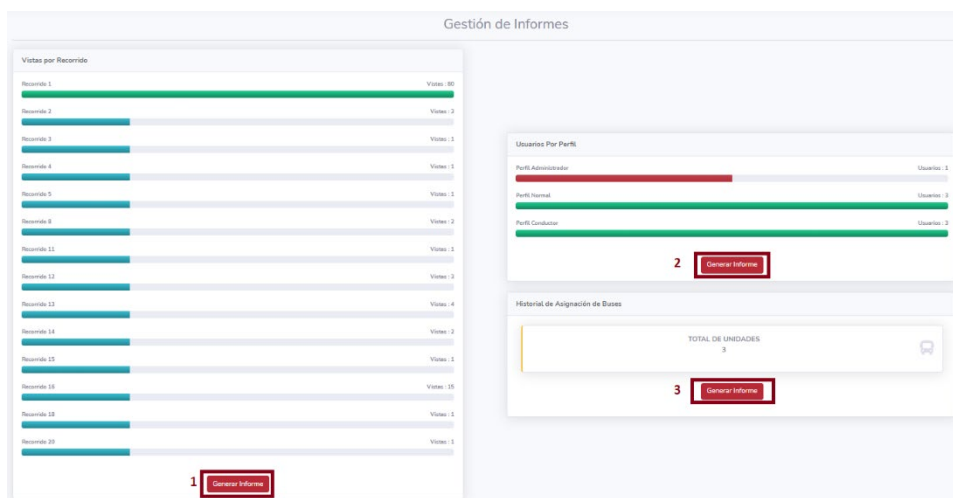 Gestión de Informes
Vistas por Recorrido
Recorrido 1 Vistas : 80
Recorrido 2 Vistas : 2
Recorrido 3 Vistas : 1
Recorrido 4 Vistas : 1
Recorrido 5 Vistas : 1
Recorrido 8 Vistas : 2
Recorrido 11 Vistas : 1
Recorrido 12 Vistas : 3
Recorrido 13 Vistas : 4
Recorrido 14 Vistas : 2
Recorrido 15 Vistas : 1
Recorrido 16 Vistas : 15
Recorrido 18 Vistas : 1
Recorrido 20 Vistas : 1
1 Generar Informe
Usuarios Por Perfil
Perfil Administrador Usuarios : 1
Perfil Normal Usuarios : 3
Perfil Conductor Usuarios : 3
2 Generar Informe
Historial de Asignación de Buses
TOTAL DE UNIDADES
3
3 Generar Informe